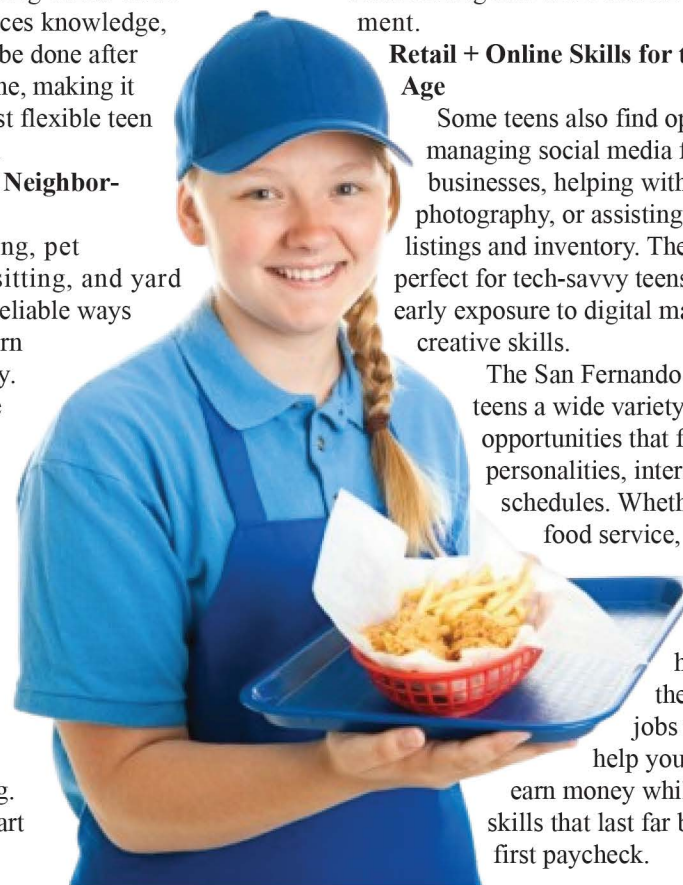 ces knowledge,
be done after
ne, making it
st flexible teen
Neighbor-
ng, pet
sitting, and yard
eliable ways
rn
y.
e
g.
art
ment.
Retail + Online Skills for t
Age
Some teens also find op
managing social media f
businesses, helping with
photography, or assisting
listings and inventory. The
perfect for tech-savvy teens
early exposure to digital ma
creative skills.
The San Fernando
teens a wide variety
opportunities that f
personalities, inter
schedules. Wheth
food service,
h
the
jobs
help you
earn money whi
skills that last far b
first paycheck.